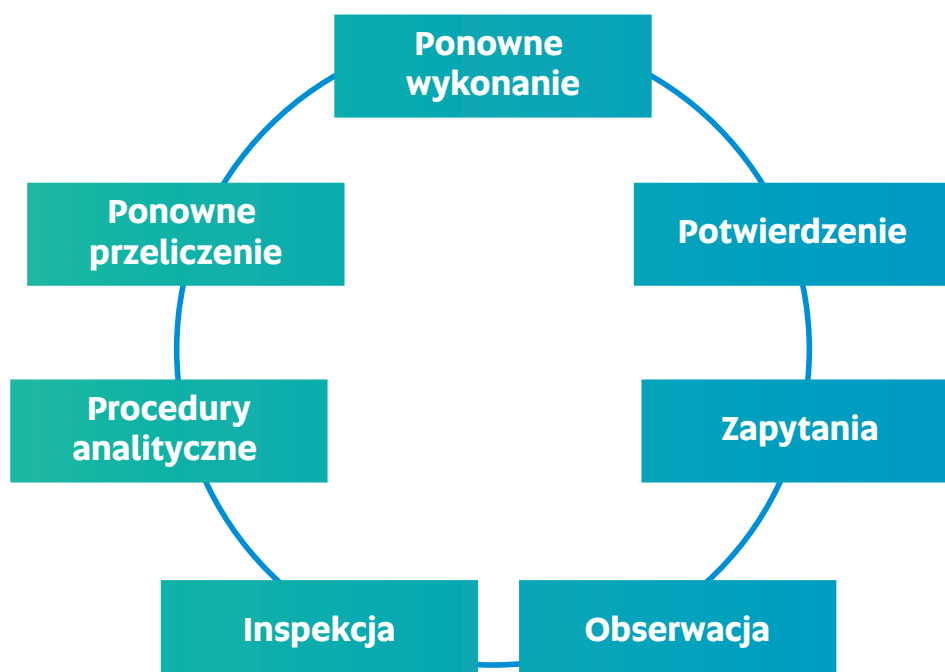 Ponowne
wykonanie
Ponowne
przeliczenie
Potwierdzenie
Procedury
analityczne
Zapytania
Inspekcja
Obserwacja